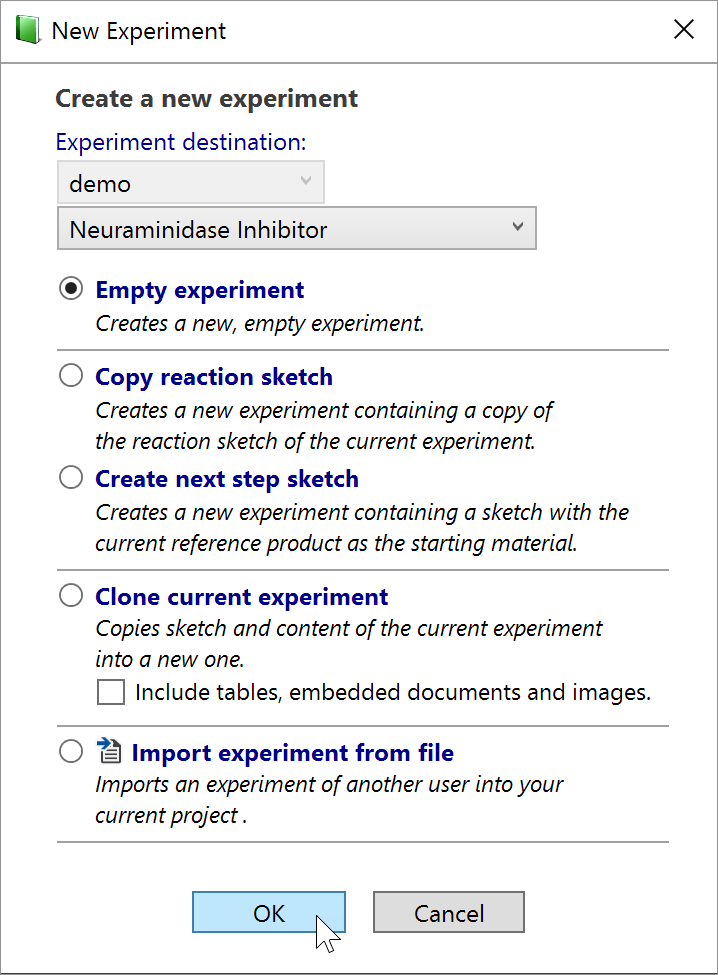 New Experiment
Create a new experiment
Experiment destination:
demo
Neuraminidase Inhibitor
Empty experiment
Creates a new, empty experiment.
Copy reaction sketch
Creates a new experiment containing a copy of
the reaction sketch of the current experiment.
Create next step sketch
Creates a new experiment containing a sketch with the
current reference product as the starting material.
Clone current experiment
Copies sketch and content of the current experiment
into a new one.
Include tables, embedded documents and images.
Import experiment from file
Imports an experiment of another user into your
current project .
OK
Cancel